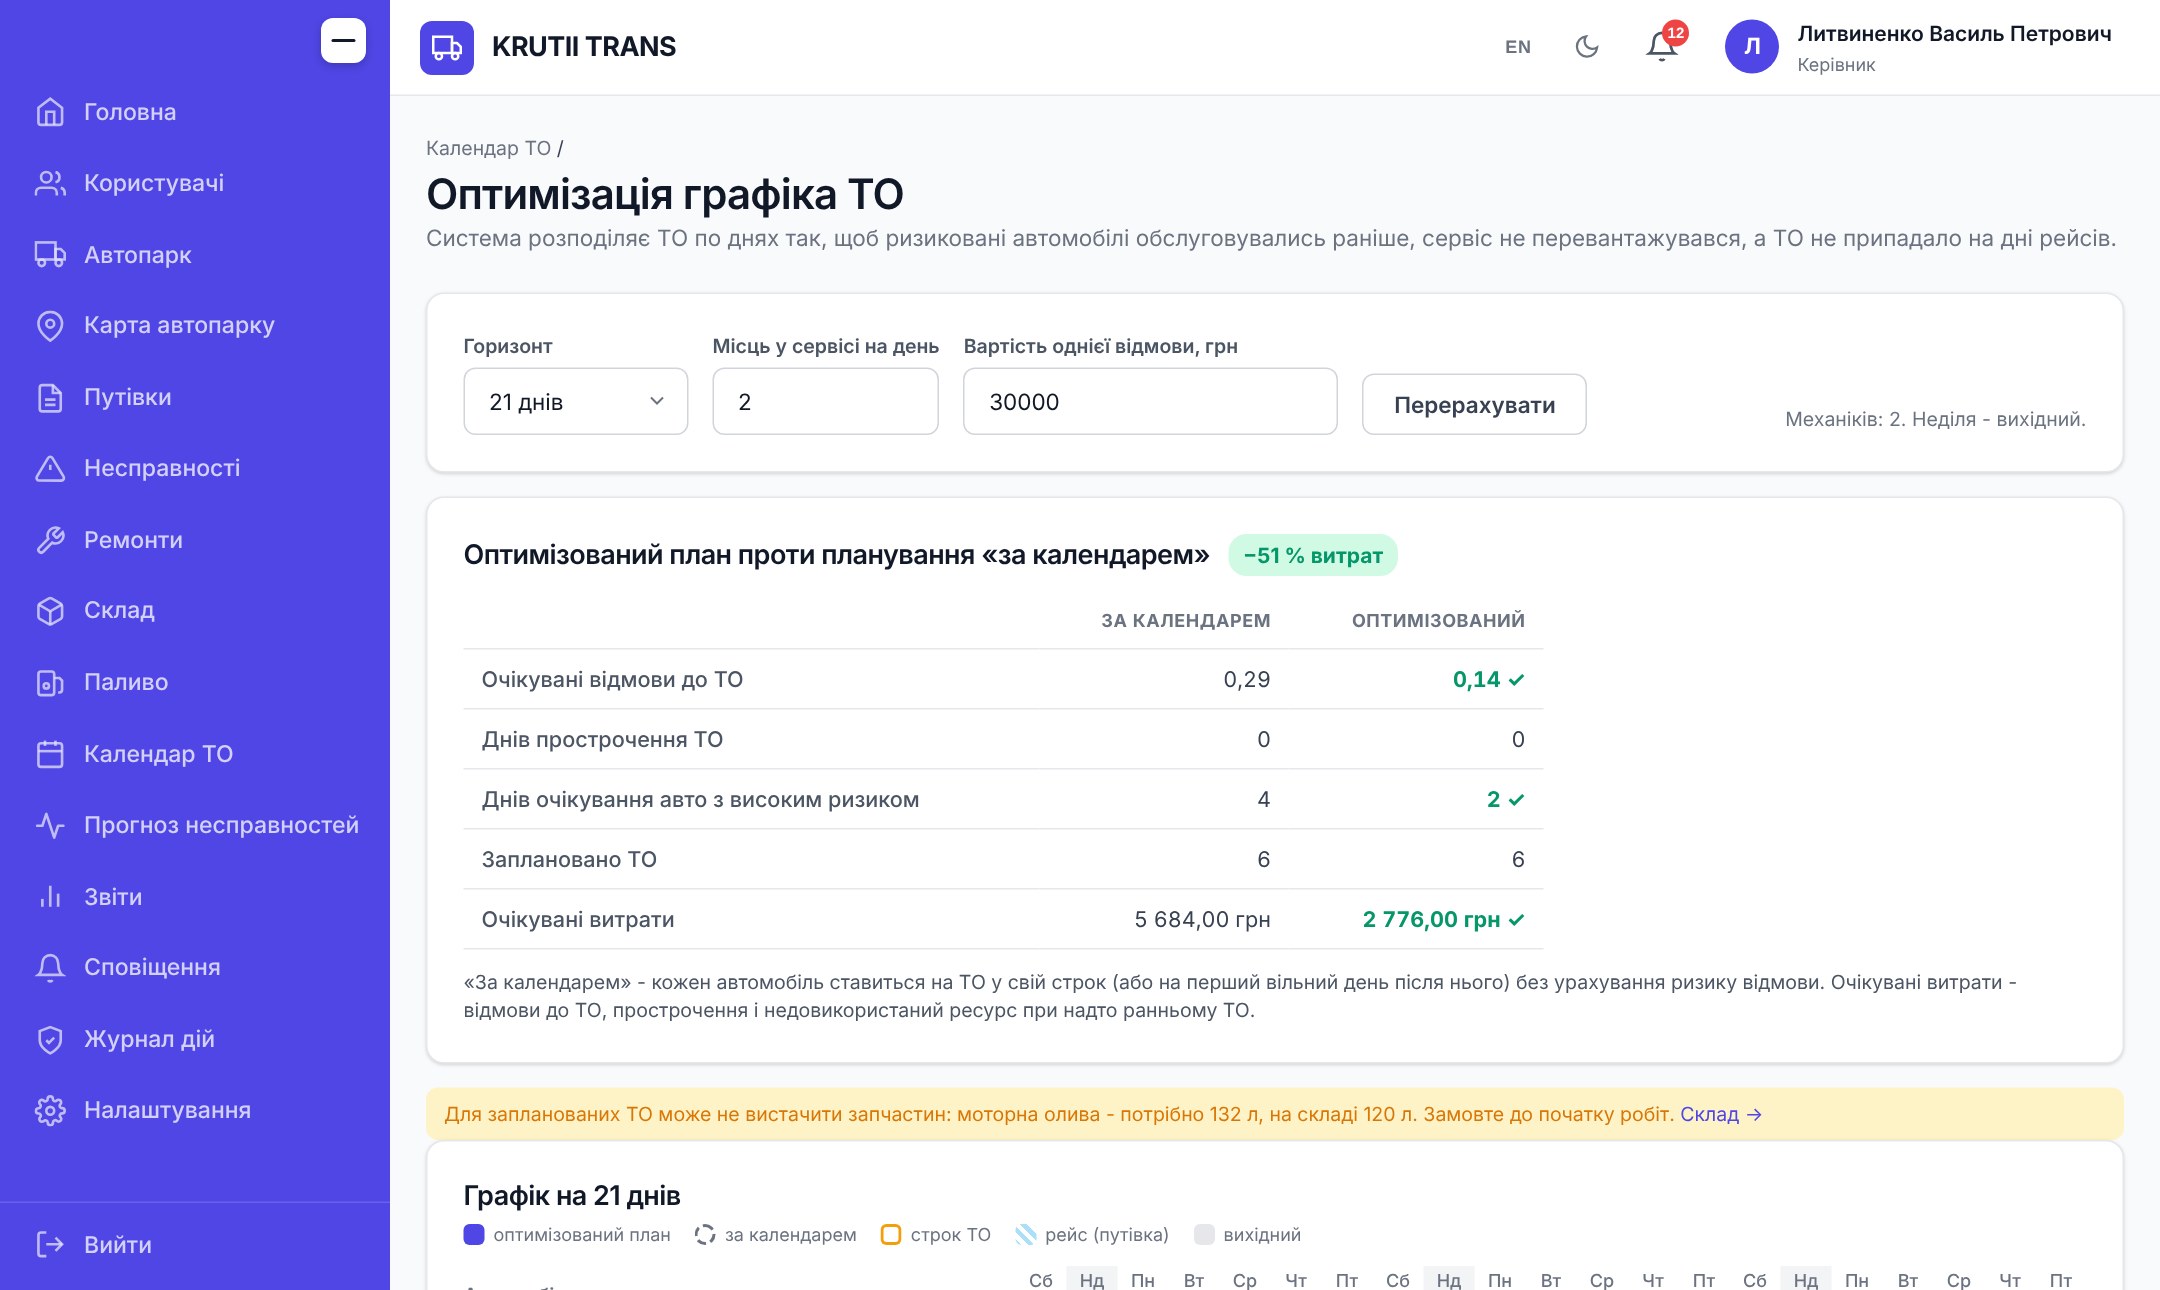 KRUTII TRANS
EN
12
Л
Литвиненко Василь Петрович
Керівник
Головна
Користувачі
Автопарк
Карта автопарку
Путівки
Несправності
Ремонти
Склад
Паливо
Календар ТО
Прогноз несправностей
Звіти
Сповіщення
Журнал дій
Налаштування
Вийти
Календар ТО /
Оптимізація графіка ТО
Система розподіляє ТО по днях так, щоб ризиковані автомобілі обслуговувались раніше, сервіс не перевантажувався, а ТО не припадало на дні рейсів.
Горизонт
Місць у сервісі на день
Вартість однієї відмови, грн
21 днів
2
30000
Перерахувати
Механіків: 2. Неділя - вихідний.
Оптимізований план проти планування «за календарем»
−51 % витрат
ЗА КАЛЕНДАРЕМ ОПТИМІЗОВАНИЙ
Очікувані відмови до ТО 0,29 0,14 ✓
Днів прострочення ТО 0 0
Днів очікування авто з високим ризиком 4 2 ✓
Заплановано ТО 6 6
Очікувані витрати 5 684,00 грн 2 776,00 грн ✓
«За календарем» - кожен автомобіль ставиться на ТО у свій строк (або на перший вільний день після нього) без урахування ризику відмови. Очікувані витрати -
відмови до ТО, прострочення і недовикористаний ресурс при надто ранньому ТО.
Для запланованих ТО може не вистачити запчастин: моторна олива - потрібно 132 л, на складі 120 л. Замовте до початку робіт. Склад →
Графік на 21 днів
оптимізований план за календарем строк ТО рейс (путівка) вихідний
Сб Нд Пн Вт Ср Чт Пт Сб Нд Пн Вт Ср Чт Пт Сб Нд Пн Вт Ср Чт Пт